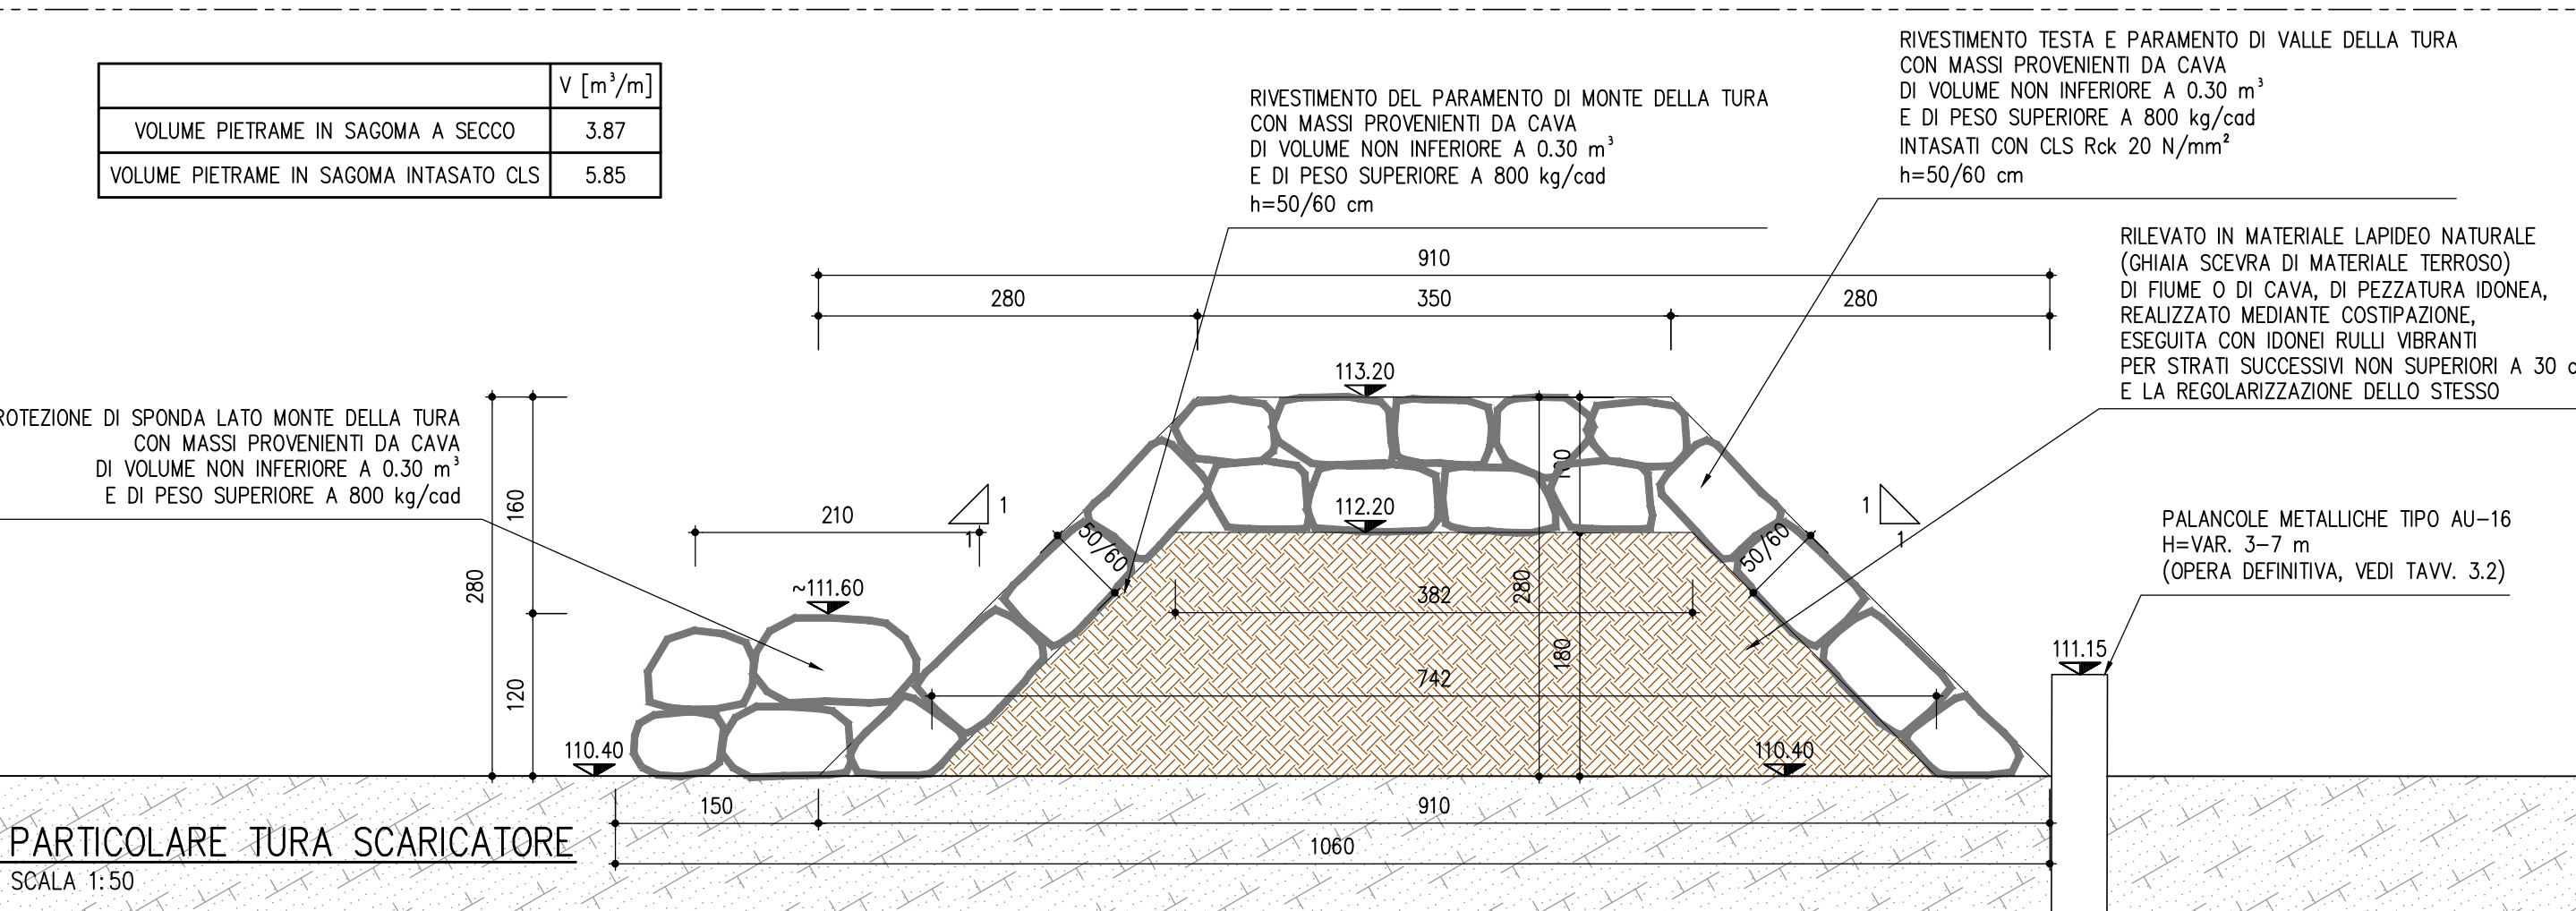 V [m³/m]
VOLUME PIETRAME IN SAGOMA A SECCO 3.87
VOLUME PIETRAME IN SAGOMA INTASATO CLS 5.85
RIVESTIMENTO DEL PARAMENTO DI MONTE DELLA TURA
CON MASSI PROVENIENTI DA CAVA
DI VOLUME NON INFERIORE A 0.30 m³
E DI PESO SUPERIORE A 800 kg/cad
h=50/60 cm
RIVESTIMENTO TESTA E PARAMENTO DI VALLE DELLA TURA
CON MASSI PROVENIENTI DA CAVA
DI VOLUME NON INFERIORE A 0.30 m³
E DI PESO SUPERIORE A 800 kg/cad
INTASATI CON CLS Rck 20 N/mm²
h=50/60 cm
RILEVATO IN MATERIALE LAPIDEO NATURALE
(GHIAIA SCEVRA DI MATERIALE TERROSO)
DI FIUME O DI CAVA, DI PEZZATURA IDONEA,
REALIZZATO MEDIANTE COSTIPAZIONE,
ESEGUITA CON IDONEI RULLI VIBRANTI
PER STRATI SUCCESSIVI NON SUPERIORI A 30
E LA REGOLARIZZAZIONE DELLO STESSO
910
280 350 280
113.20
ROTEZIONE DI SPONDA LATO MONTE DELLA TURA
CON MASSI PROVENIENTI DA CAVA
DI VOLUME NON INFERIORE A 0.30 m³
E DI PESO SUPERIORE A 800 kg/cad
280
160
120
210
1
1
50/60
112.20
100
50/60
1
1
PALANCOLE METALLICHE TIPO AU-16
H=VAR. 3-7 m
(OPERA DEFINITIVA, VEDI TAVV. 3.2)
~111.60
382
280
180
742
111.15
110.40
110.40
150 910
1060
PARTICOLARE TURA SCARICATORE
SCALA 1:50